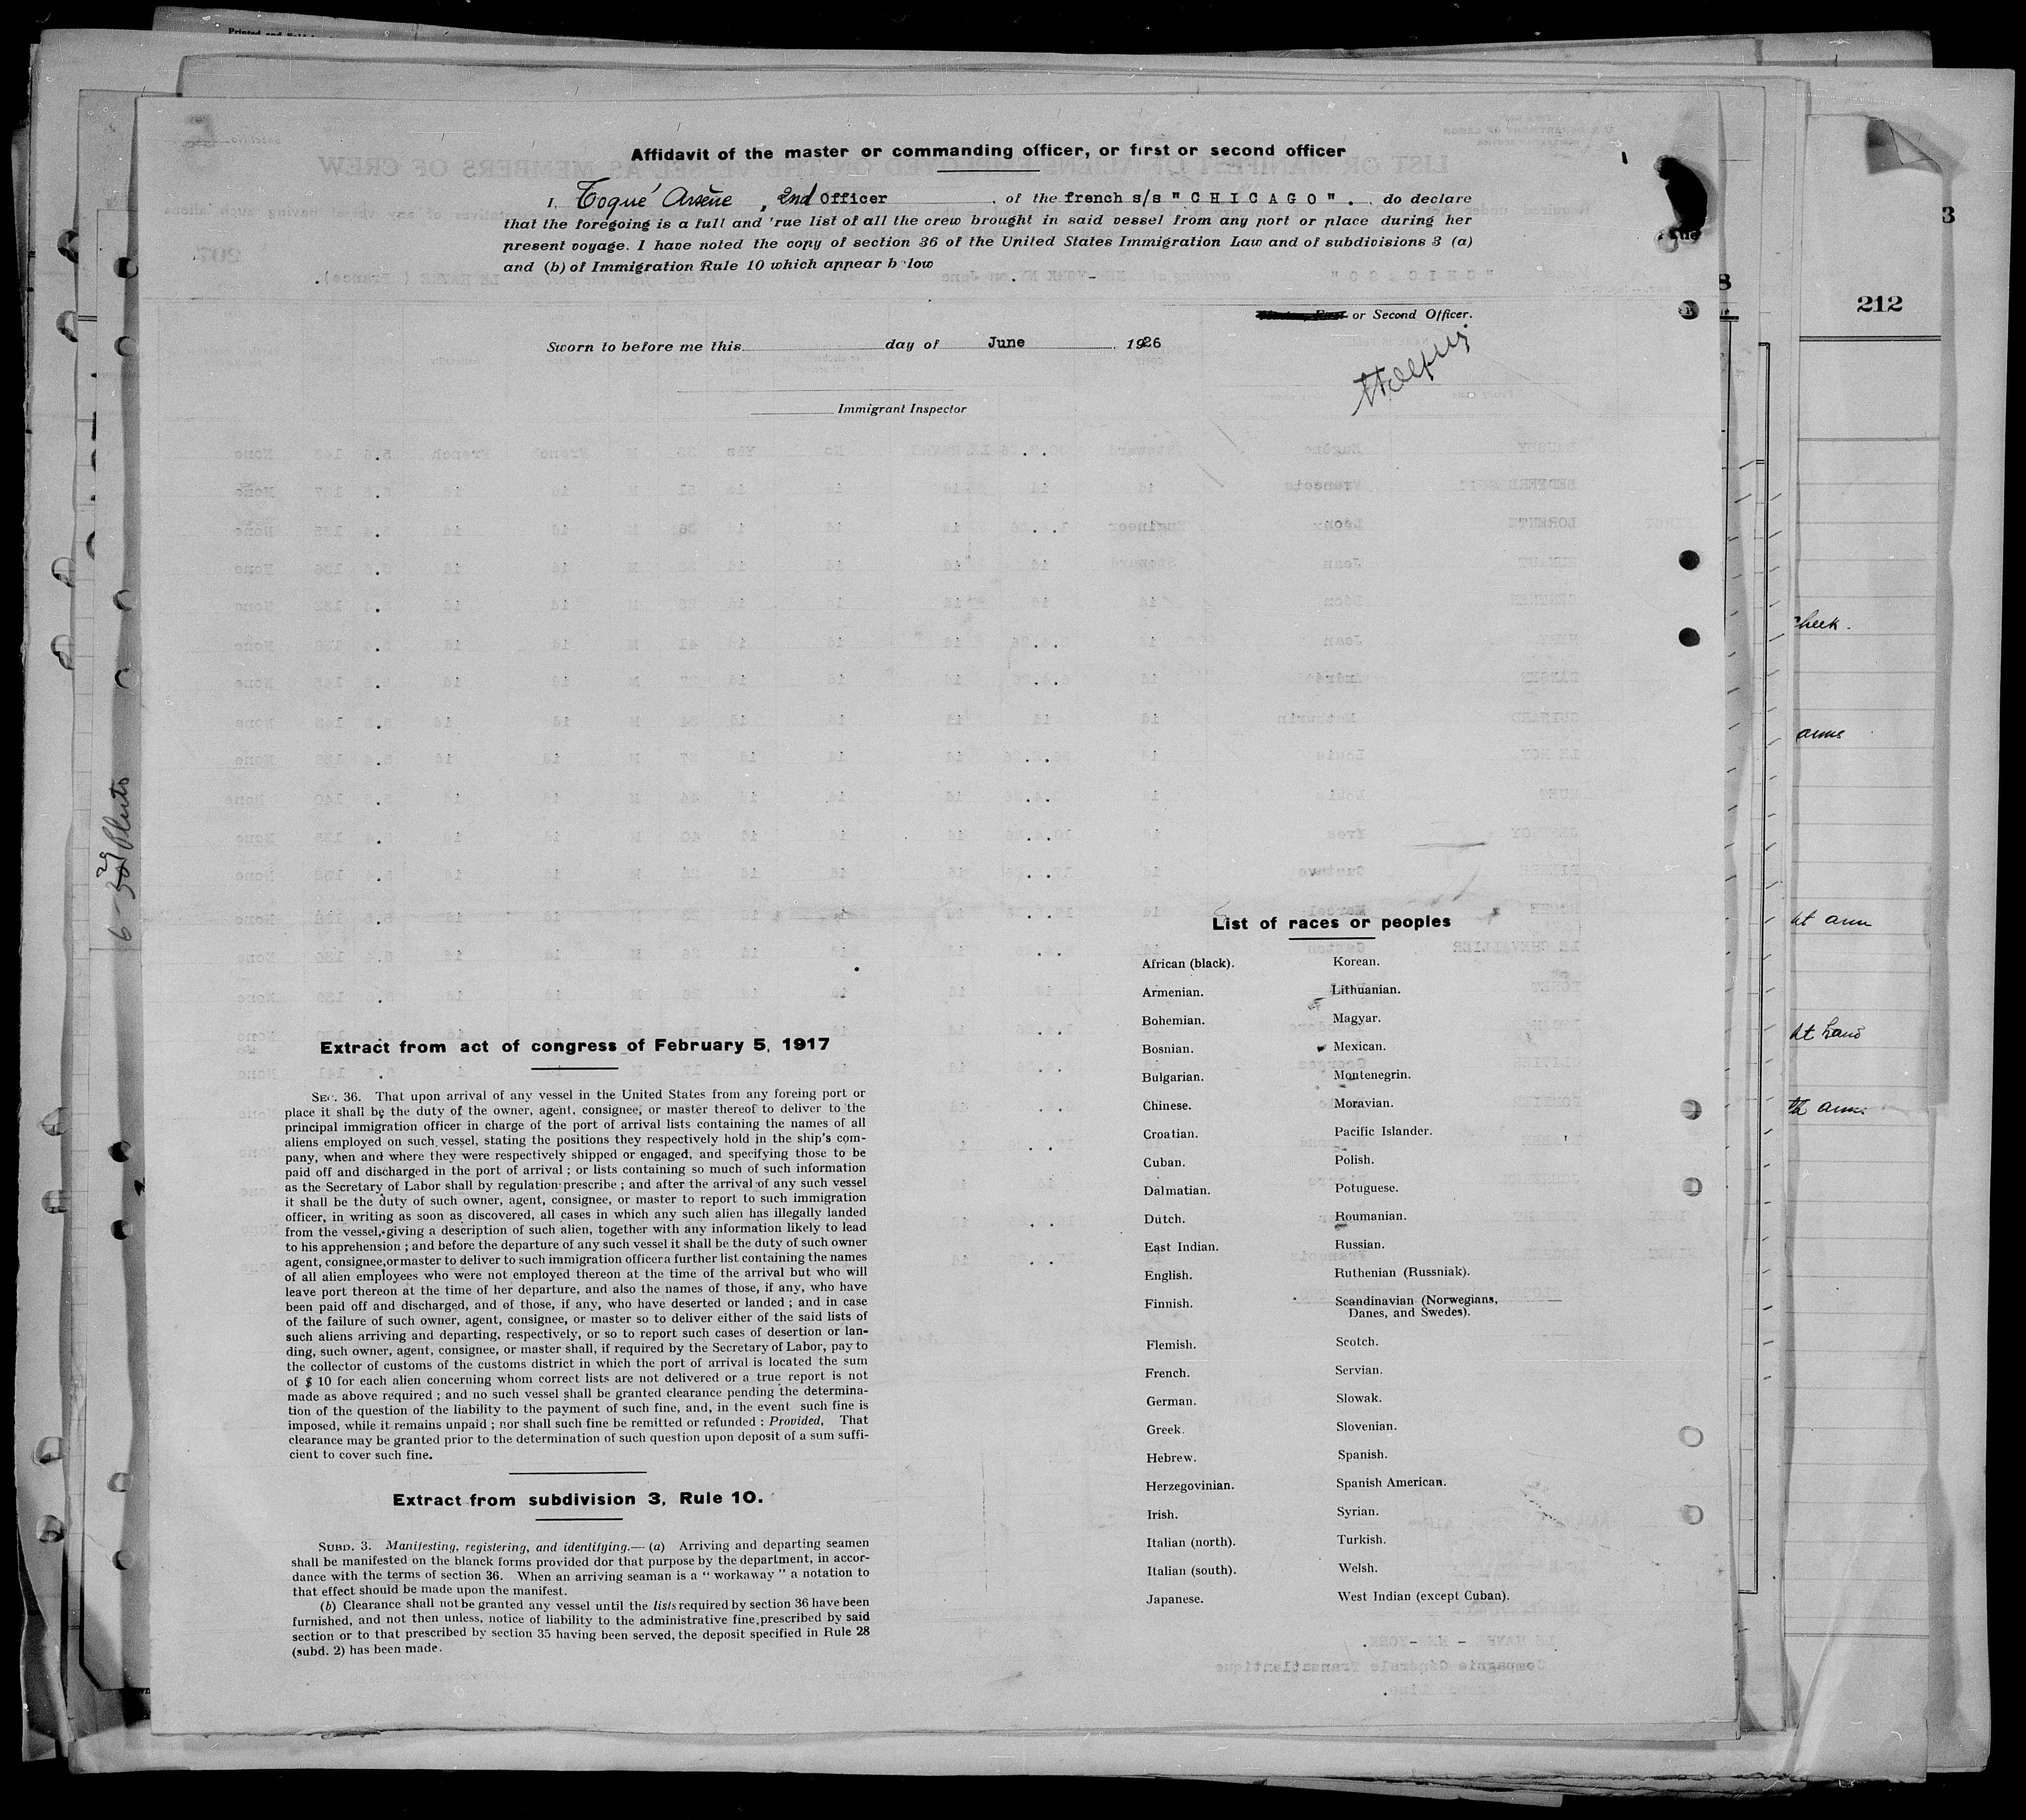 Affidavit of the master or commanding officer, or first or second officer
I, Toqué Arsène, 2nd Officer of the french s/s "CHICAGO". do declare
that the foregoing is a full and 'rue list of all the crew brought in said vessel from any port or place during her
present voyage. I have noted the copy of section 36 of the United States Immigration Law and of subdivisions 3 (a)
and (b) of Immigration Rule 10 which appear b low
or Second Officer.
Sworn to before me this day of June 1926
Immigrant Inspector
212
cheek.
arms
List of races or peoples
African (black). Korean.
Armenian. Lithuanian.
Bohemian. Magyar.
Bosnian. Mexican.
Bulgarian. Montenegrin.
Chinese. Moravian.
Croatian. Pacific Islander.
Cuban. Polish.
Dalmatian. Potuguese.
Dutch. Roumanian.
East Indian. Russian.
English. Ruthenian (Russniak).
Finnish. Scandinavian (Norwegians,
Danes, and Swedes).
Flemish. Scotch.
French. Servian.
German. Slowak.
Greek. Slovenian.
Hebrew. Spanish.
Herzegovinian. Spanish American.
Irish. Syrian.
Italian (north). Turkish.
Italian (south). Welsh.
Japanese. West Indian (except Cuban).
Extract from act of congress of February 5, 1917
SEC. 36. That upon arrival of any vessel in the United States from any foreing port or
place it shall be the duty of the owner, agent, consignee, or master thereof to deliver to the
principal immigration officer in charge of the port of arrival lists containing the names of all
aliens employed on such vessel, stating the positions they respectively hold in the ship's com-
pany, when and where they were respectively shipped or engaged, and specifying those to be
paid off and discharged in the port of arrival ; or lists containing so much of such information
as the Secretary of Labor shall by regulation prescribe ; and after the arrival of any such vessel
it shall be the duty of such owner, agent, consignee, or master to report to such immigration
officer, in writing as soon as discovered, all cases in which any such alien has illegally landed
from the vessel, giving a description of such alien, together with any information likely to lead
to his apprehension ; and before the departure of any such vessel it shall be the duty of such owner
agent, consignee,or master to deliver to such immigration officer a further list containing the names
of all alien employees who were not employed thereon at the time of the arrival but who will
leave port thereon at the time of her departure, and also the names of those, if any, who have
been paid off and discharged, and of those, if any, who have deserted or landed ; and in case
of the failure of such owner, agent, consignee, or master so to deliver either of the said lists of
such aliens arriving and departing, respectively, or so to report such cases of desertion or lan-
ding, such owner, agent, consignee, or master shall, if required by the Secretary of Labor, pay to
the collector of customs of the customs district in which the port of arrival is located the sum
of $ 10 for each alien concerning whom correct lists are not delivered or a true report is not
made as above required ; and no such vessel shall be granted clearance pending the determina-
tion of the question of the liability to the payment of such fine, and, in the event such fine is
imposed, while it remains unpaid ; nor shall such fine be remitted or refunded : Provided, That
clearance may be granted prior to the determination of such question upon deposit of a sum suffi-
cient to cover such fine.
Extract from subdivision 3, Rule 10.
SUBD. 3. Manifesting, registering, and identifying.— (a) Arriving and departing seamen
shall be manifested on the blanck forms provided dor that purpose by the department, in accor-
dance with the terms of section 36. When an arriving seaman is a “ workaway ” a notation to
that effect should be made upon the manifest.
(b) Clearance shall not be granted any vessel until the lists required by section 36 have been
furnished, and not then unless, notice of liability to the administrative fine prescribed by said
section or to that prescribed by section 35 having been served, the deposit specified in Rule 28
(subd. 2) has been made.